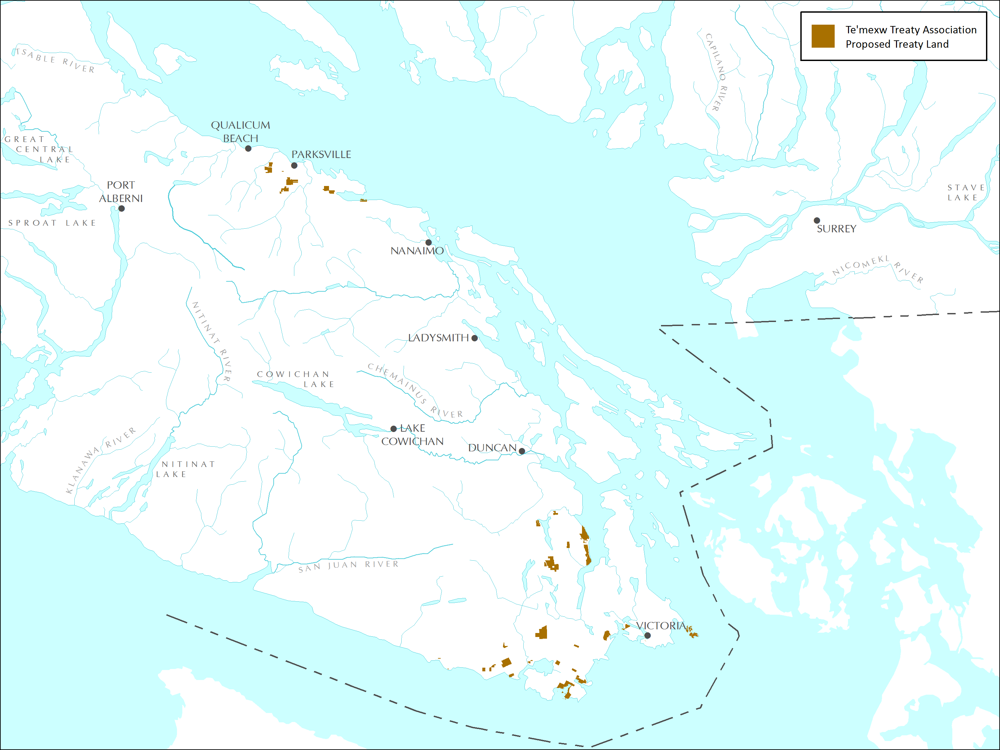 Te'mexw Treaty Association
Proposed Treaty Land
TSABLE RIVER
CAPILANO RIVER
QUALICUM
BEACH
GREAT
CENTRAL
LAKE
PARKSVILLE
PORT
ALBERNI
STAVE
LAKE
SPROAT LAKE
SURREY
NANAIMO
NICOMEKL RIVER
NITINAT RIVER
LADYSMITH
COWICHAN
LAKE
CHEMAINUS RIVER
LAKE
COWICHAN
DUNCAN
KLANAWA RIVER
NITINAT
LAKE
SAN JUAN RIVER
VICTORIA